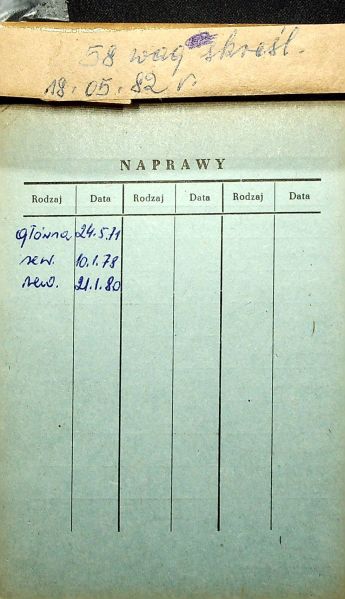 58 wag skreśl.
18.05.82 r.
NAPRAWY
Rodzaj Data Rodzaj Data Rodzaj Data
główna 24.5.71
rew. 10.1.78
rew. 21.1.80